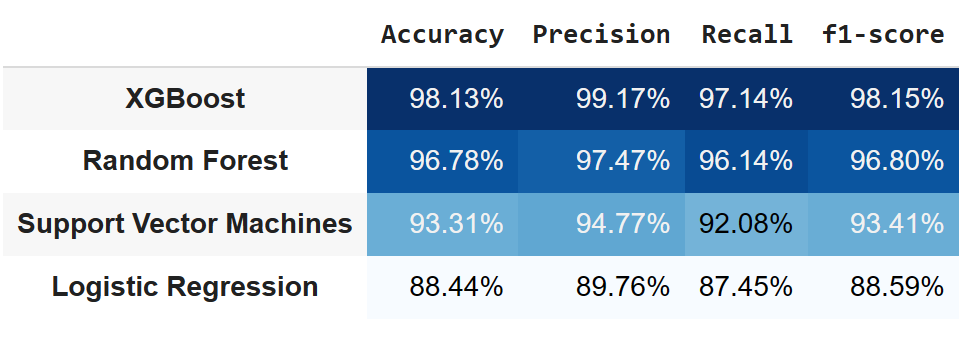 Accuracy Precision Recall f1-score
XGBoost 98.13% 99.17% 97.14% 98.15%
Random Forest 96.78% 97.47% 96.14% 96.80%
Support Vector Machines 93.31% 94.77% 92.08% 93.41%
Logistic Regression 88.44% 89.76% 87.45% 88.59%